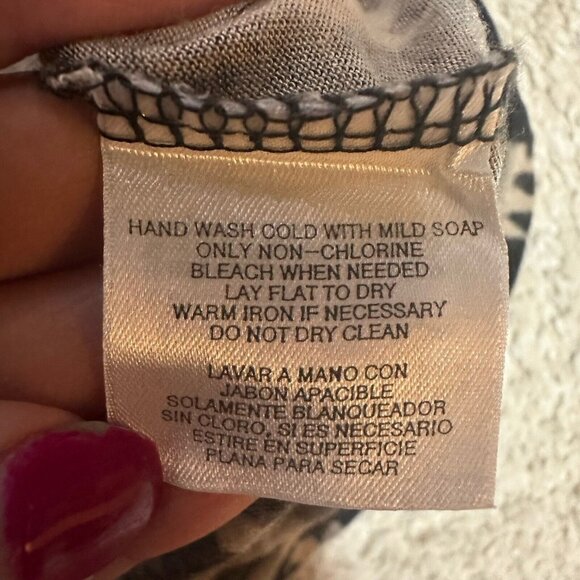 HAND WASH COLD WITH MILD SOAP
ONLY NON-CHLORINE
BLEACH WHEN NEEDED
LAY FLAT TO DRY
WARM IRON IF NECESSARY
DO NOT DRY CLEAN
LAVAR A MANO CON
JABON APACIBLE
SOLAMENTE BLANQUEADOR
SIN CLORO, SI ES NECESARIO
ESTIRE EN SUPERFICIE
PLANA PARA SECAR